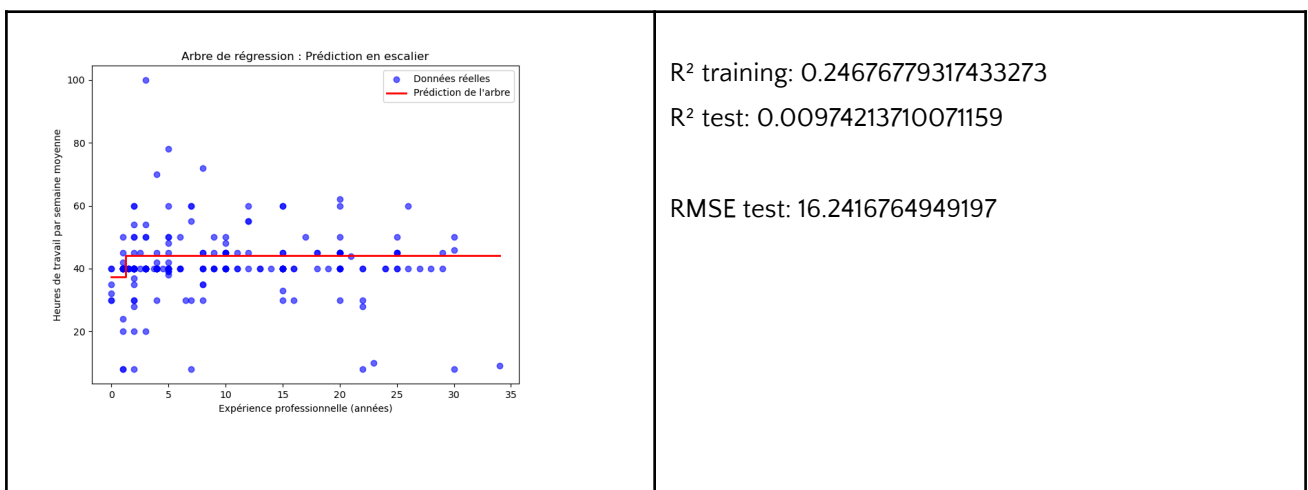 Arbre de régression : Prédiction en escalier
100
80
60
40
20
Heures de travail par semaine moyenne
Données réelles
Prédiction de l'arbre
0 5 10 15 20 25 30 35
Expérience professionnelle (années)
R² training: 0.24676779317433273
R² test: 0.00974213710071159
RMSE test: 16.2416764949197